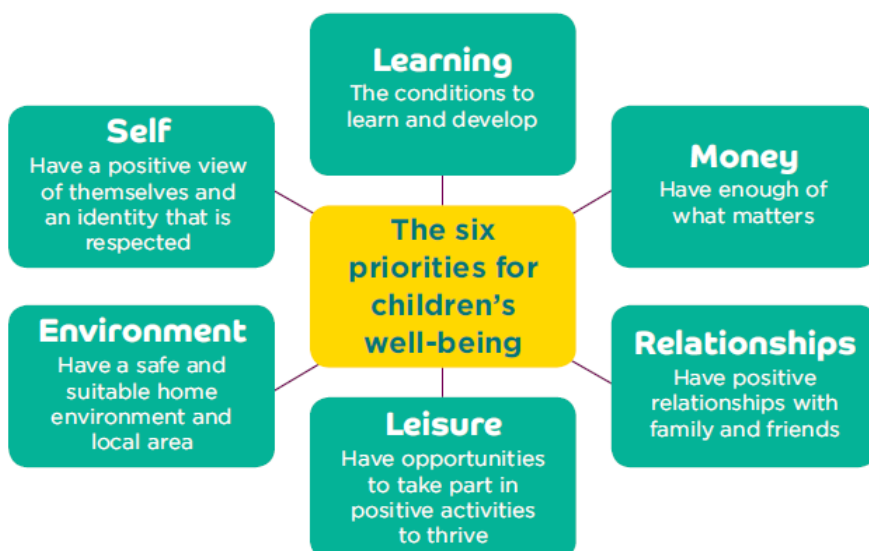 Learning
The conditions to
learn and develop
Self
Have a positive view
of themselves and
an identity that is
respected
Money
Have enough of
what matters
The six
priorities for
children's
well-being
Environment
Have a safe and
suitable home
environment and
local area
Relationships
Have positive
relationships with
family and friends
Leisure
Have opportunities
to take part in
positive activities
to thrive